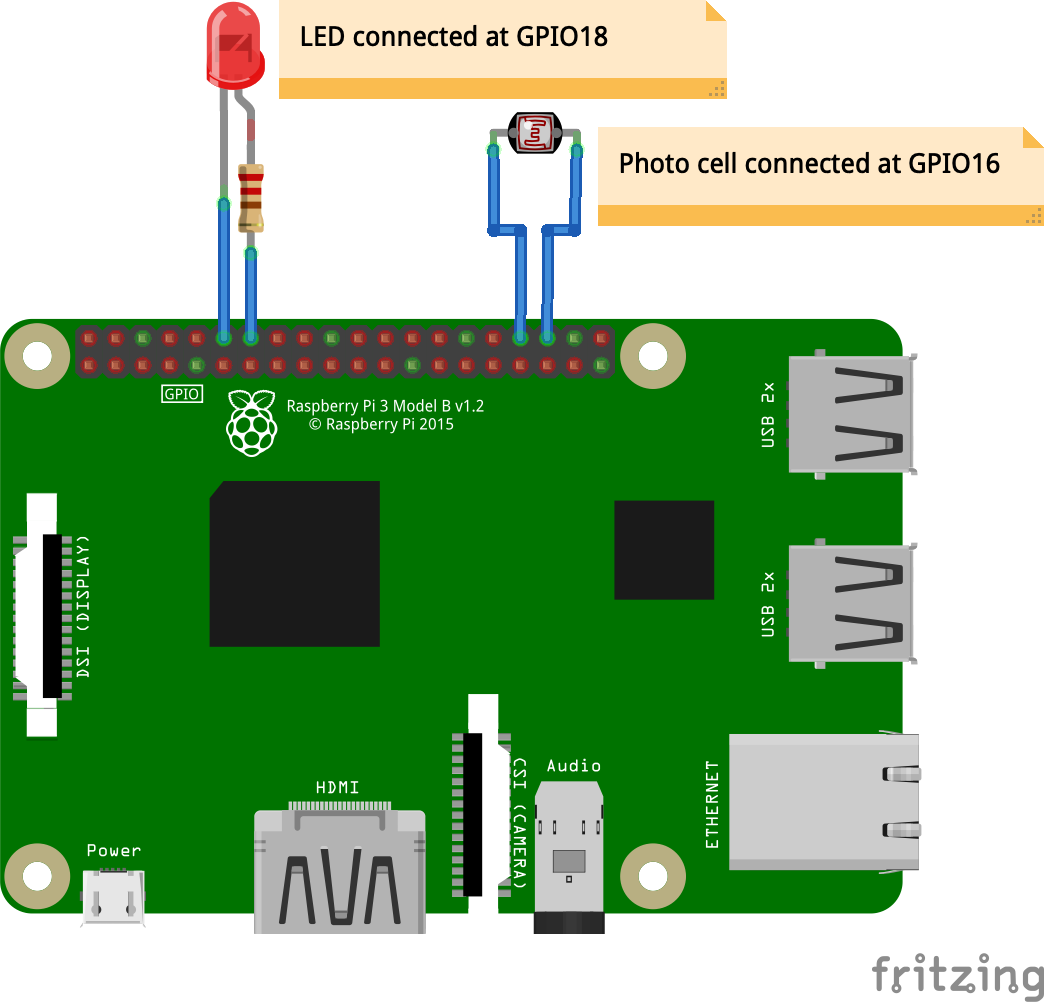 LED connected at GPIO18
Photo cell connected at GPIO16
GPIO
Raspberry Pi 3 Model B v1.2
© Raspberry Pi 2015
USB 2x
DSI (DISPLAY)
USB 2x
CSI (CAMERA)
Audio
ETHERNET
HDMI
Power
fritzing